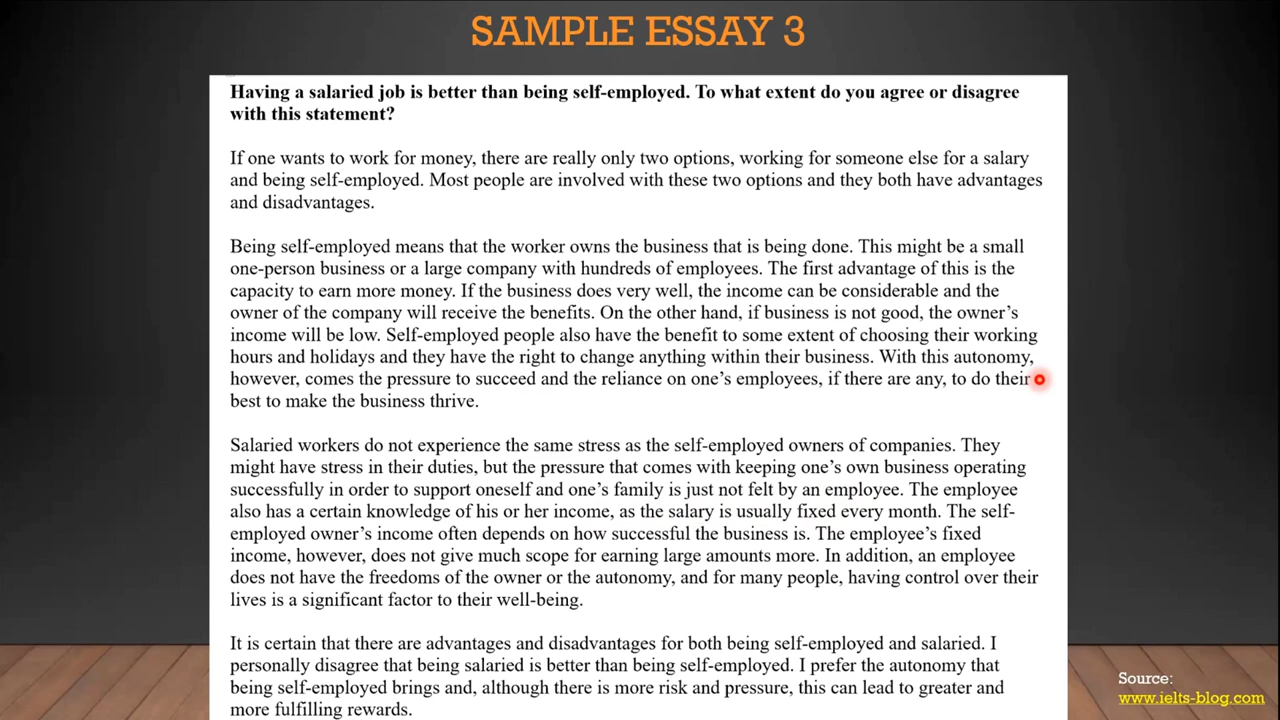 SAMPLE ESSAY 3
Having a salaried job is better than being self-employed. To what extent do you agree or disagree
with this statement?
If one wants to work for money, there are really only two options, working for someone else for a salary
and being self-employed. Most people are involved with these two options and they both have advantages
and disadvantages.
Being self-employed means that the worker owns the business that is being done. This might be a small
one-person business or a large company with hundreds of employees. The first advantage of this is the
capacity to earn more money. If the business does very well, the income can be considerable and the
owner of the company will receive the benefits. On the other hand, if business is not good, the owner's
income will be low. Self-employed people also have the benefit to some extent of choosing their working
hours and holidays and they have the right to change anything within their business. With this autonomy,
however, comes the pressure to succeed and the reliance on one's employees, if there are any, to do their
best to make the business thrive.
Salaried workers do not experience the same stress as the self-employed owners of companies. They
might have stress in their duties, but the pressure that comes with keeping one's own business operating
successfully in order to support oneself and one's family is just not felt by an employee. The employee
also has a certain knowledge of his or her income, as the salary is usually fixed every month. The self-
employed owner's income often depends on how successful the business is. The employee's fixed
income, however, does not give much scope for earning large amounts more. In addition, an employee
does not have the freedoms of the owner or the autonomy, and for many people, having control over their
lives is a significant factor to their well-being.
It is certain that there are advantages and disadvantages for both being self-employed and salaried. I
personally disagree that being salaried is better than being self-employed. I prefer the autonomy that
being self-employed brings and, although there is more risk and pressure, this can lead to greater and
more fulfilling rewards.
Source:
www.ielts-blog.com